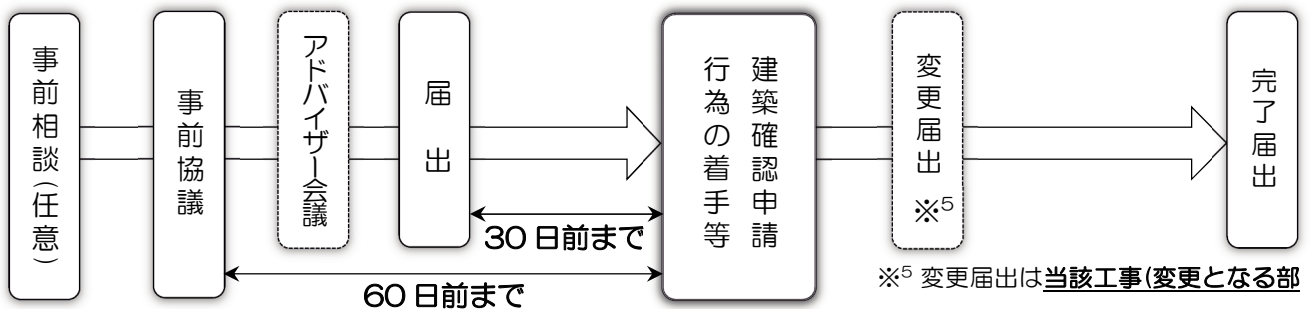 事前相談(任意)
事前協議
アドバイザー会議
届出
建築確認申請
行為の着手等
変更届出※5
完了届出
30日前まで
60日前まで
※5 変更届出は当該工事(変更となる部